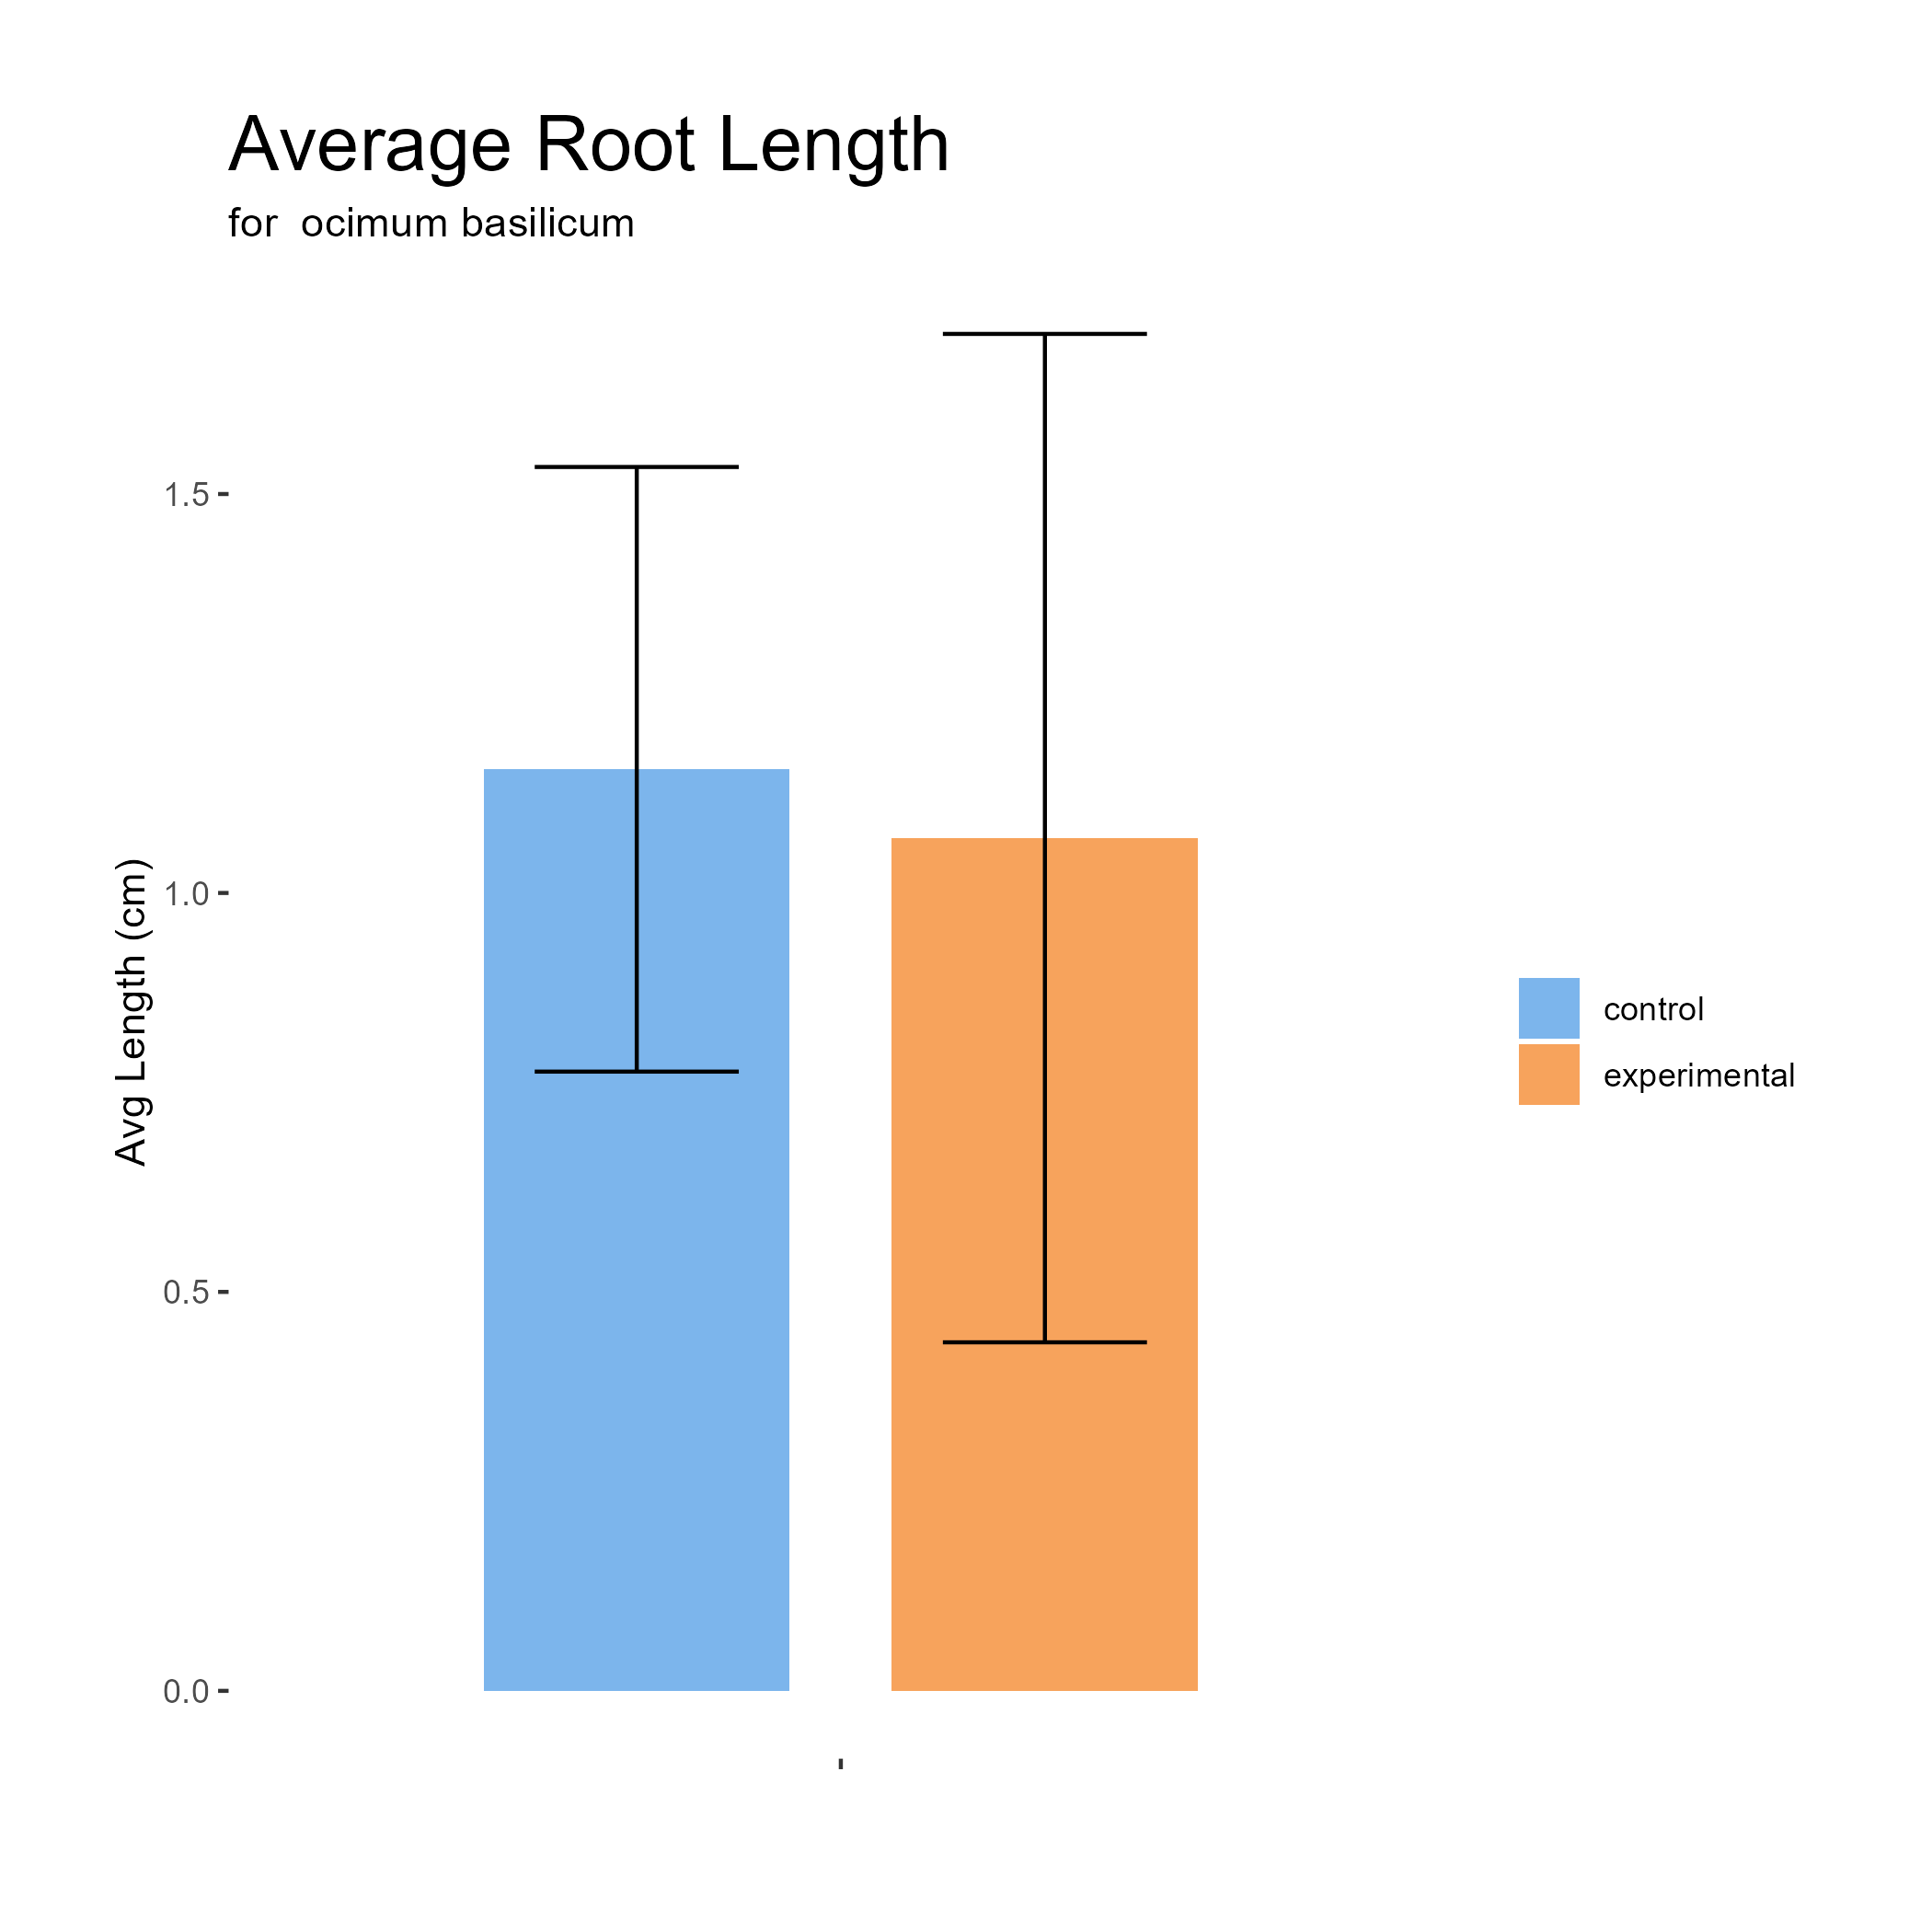 Average Root Length
for  ocimum basilicum
Avg Length (cm)
1.5
1.0
0.5
0.0
control
experimental